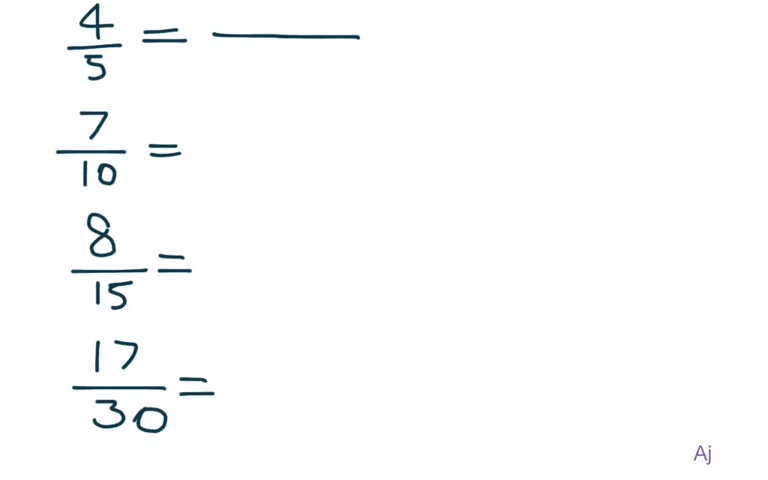 4/5 = ______
7/10 =
8/15 =
17/30 =
Aj